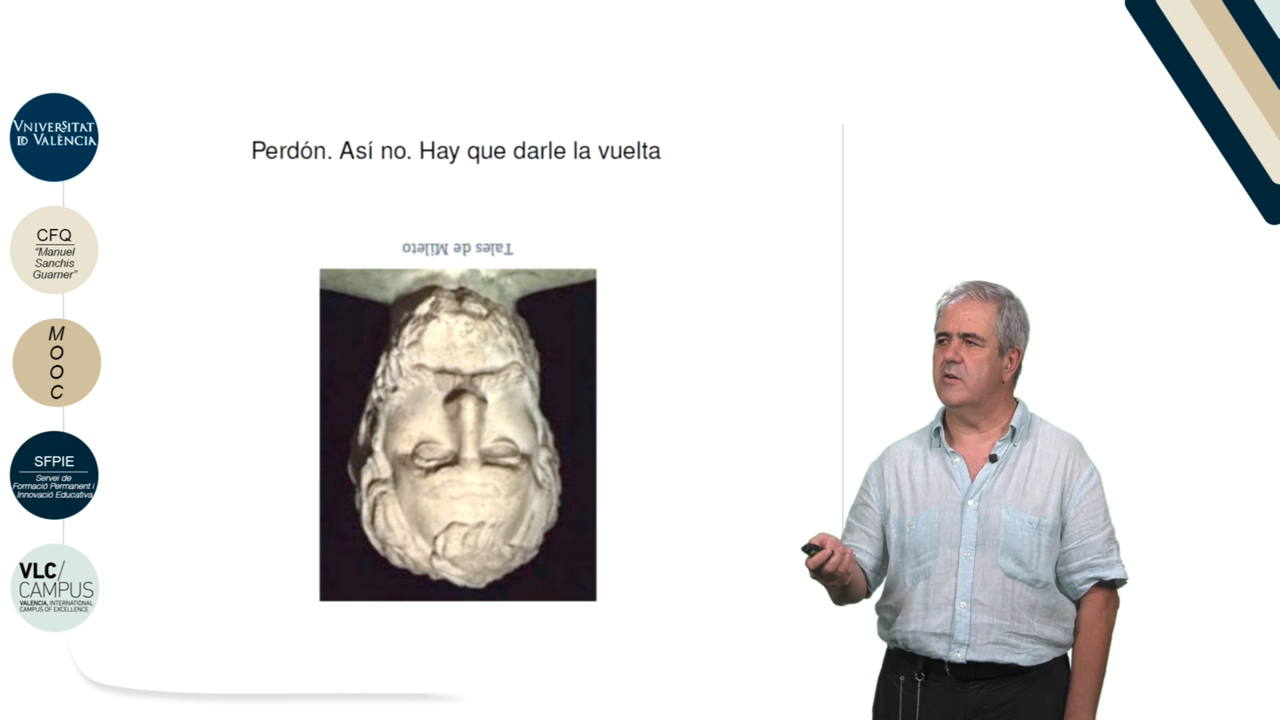 VNIVERSITAT
ID VALÈNCIA
CFQ
"Manuel
Sanchis
Guarner"
M
O
O
C
SFPIE
Servei de
Formació Permanent i
Innovació Educativa
VLC/
CAMPUS
VALENCIA, INTERNATIONAL
CAMPUS OF EXCELLENCE
Perdón. Así no. Hay que darle la vuelta
Tales de Mileto